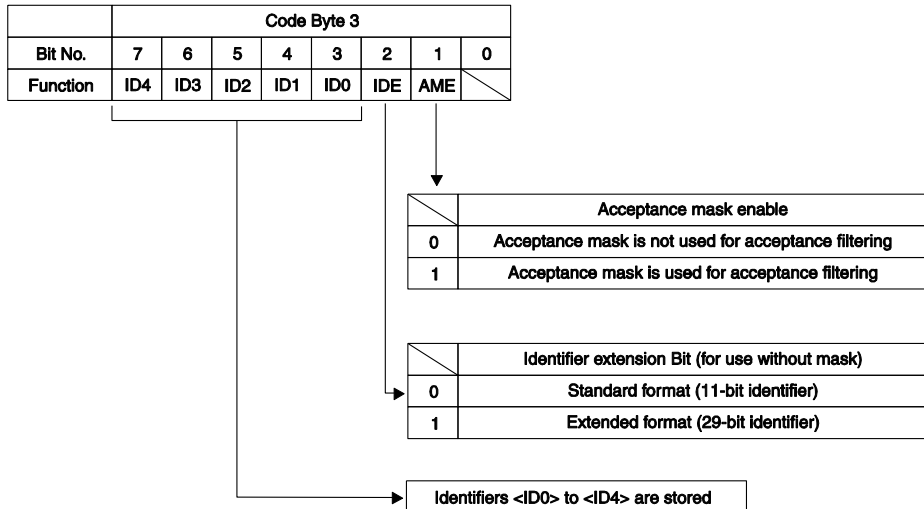 Code Byte 3
Bit No. 7 6 5 4 3 2 1 0
Function ID4 ID3 ID2 ID1 ID0 IDE AME
Acceptance mask enable
0 Acceptance mask is not used for acceptance filtering
1 Acceptance mask is used for acceptance filtering
Identifier extension Bit (for use without mask)
0 Standard format (11-bit identifier)
1 Extended format (29-bit identifier)
Identifiers <ID0> to <ID4> are stored